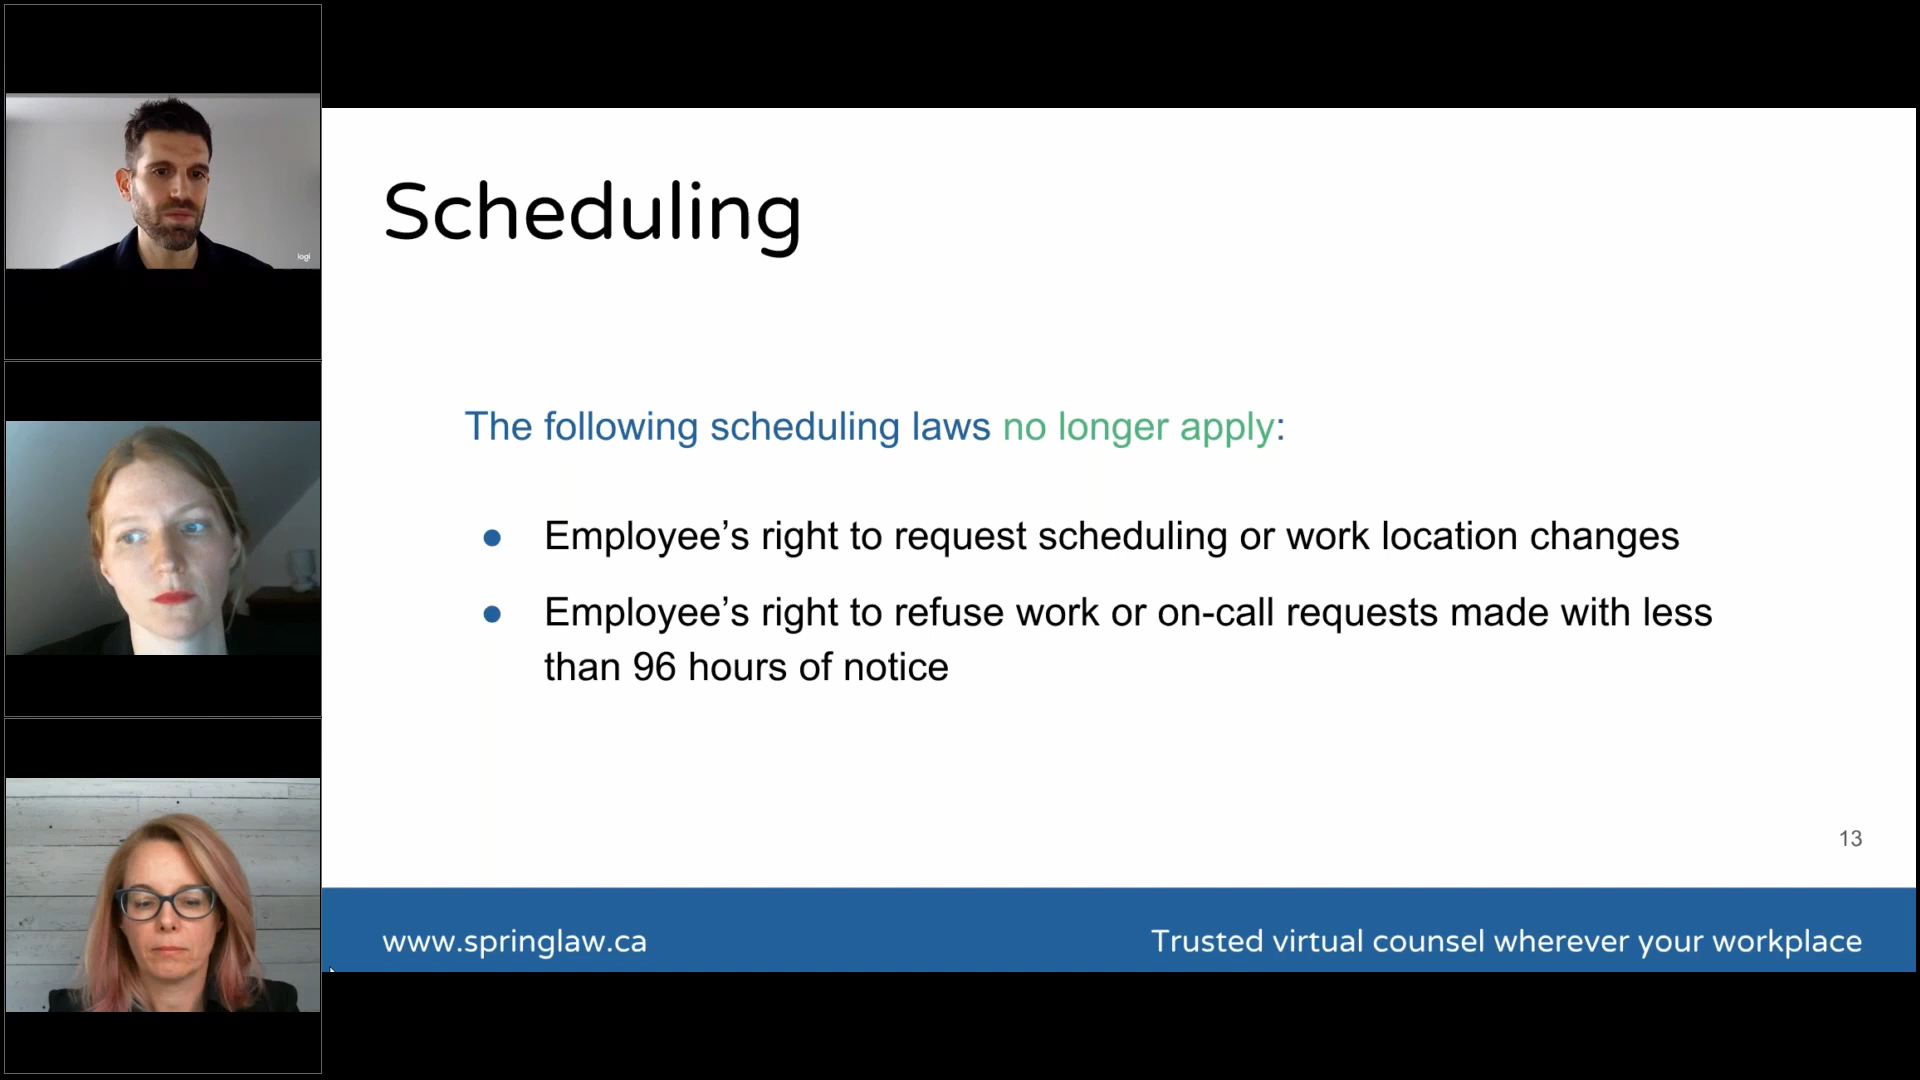 logi
Scheduling
The following scheduling laws no longer apply:
● Employee’s right to request scheduling or work location changes
● Employee’s right to refuse work or on-call requests made with less
than 96 hours of notice
13
www.springlaw.ca
Trusted virtual counsel wherever your workplace